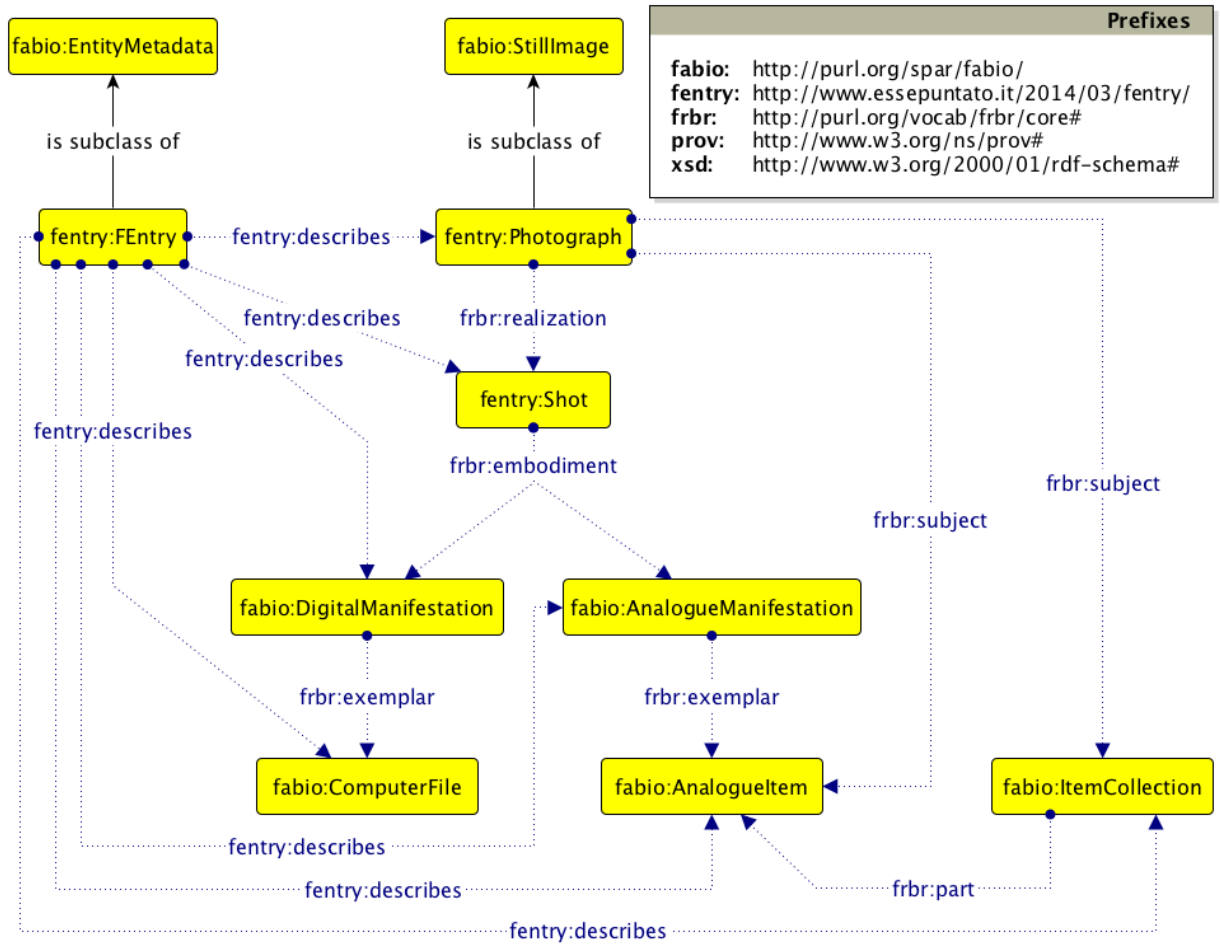 fabio:EntityMetadata
fabio:StillImage
Prefixes
fabio: http://purl.org/spar/fabio/
fentry: http://www.essepuntato.it/2014/03/fentry/
frbr: http://purl.org/vocab/frbr/core#
prov: http://www.w3.org/ns/prov#
xsd: http://www.w3.org/2000/01/rdf-schema#
is subclass of
is subclass of
fentry:FEntry
fentry:describes
fentry:Photograph
fentry:describes
frbr:realization
fentry:describes
fentry:Shot
fentry:describes
frbr:embodiment
frbr:subject
frbr:subject
fabio:DigitalManifestation
fabio:AnalogueManifestation
frbr:exemplar
frbr:exemplar
fabio:ComputerFile
fabio:AnalogueItem
fabio:ItemCollection
fentry:describes
fentry:describes
frbr:part
fentry:describes